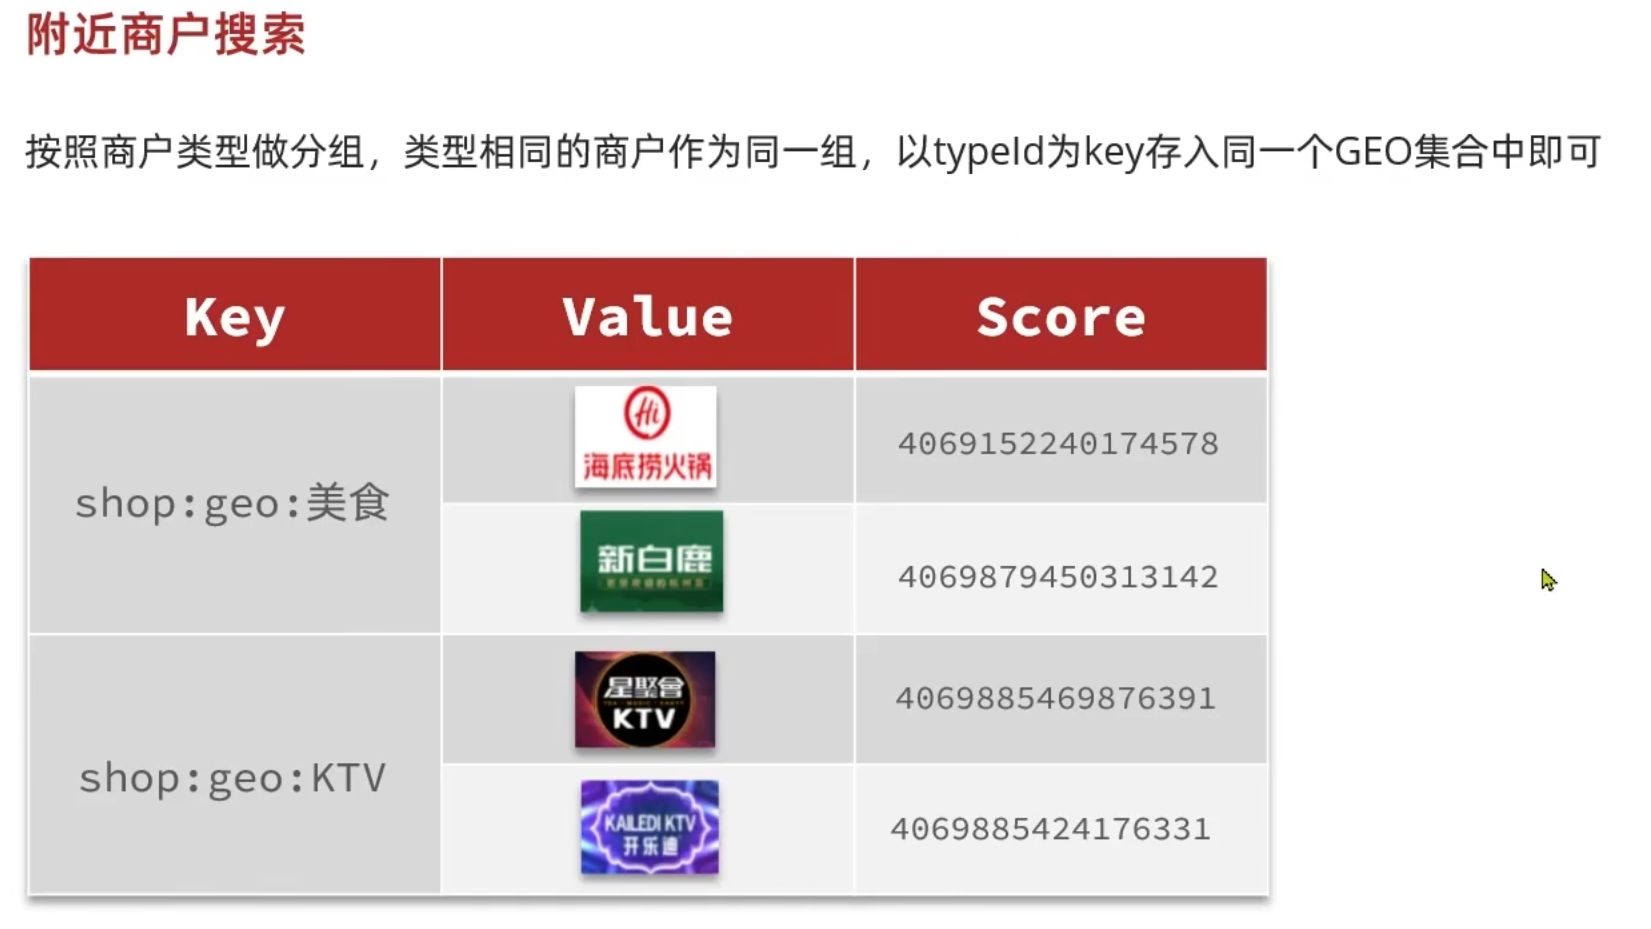 附近商户搜索
按照商户类型做分组，类型相同的商户作为同一组，以typeId为key存入同一个GEO集合中即可
Key Value Score
shop:geo:美食
Hi
海底捞火锅
4069152240174578
新白鹿
4069879450313142
shop:geo:KTV
星聚會
KTV
4069885469876391
KAILEDI KTV
开乐迪
4069885424176331